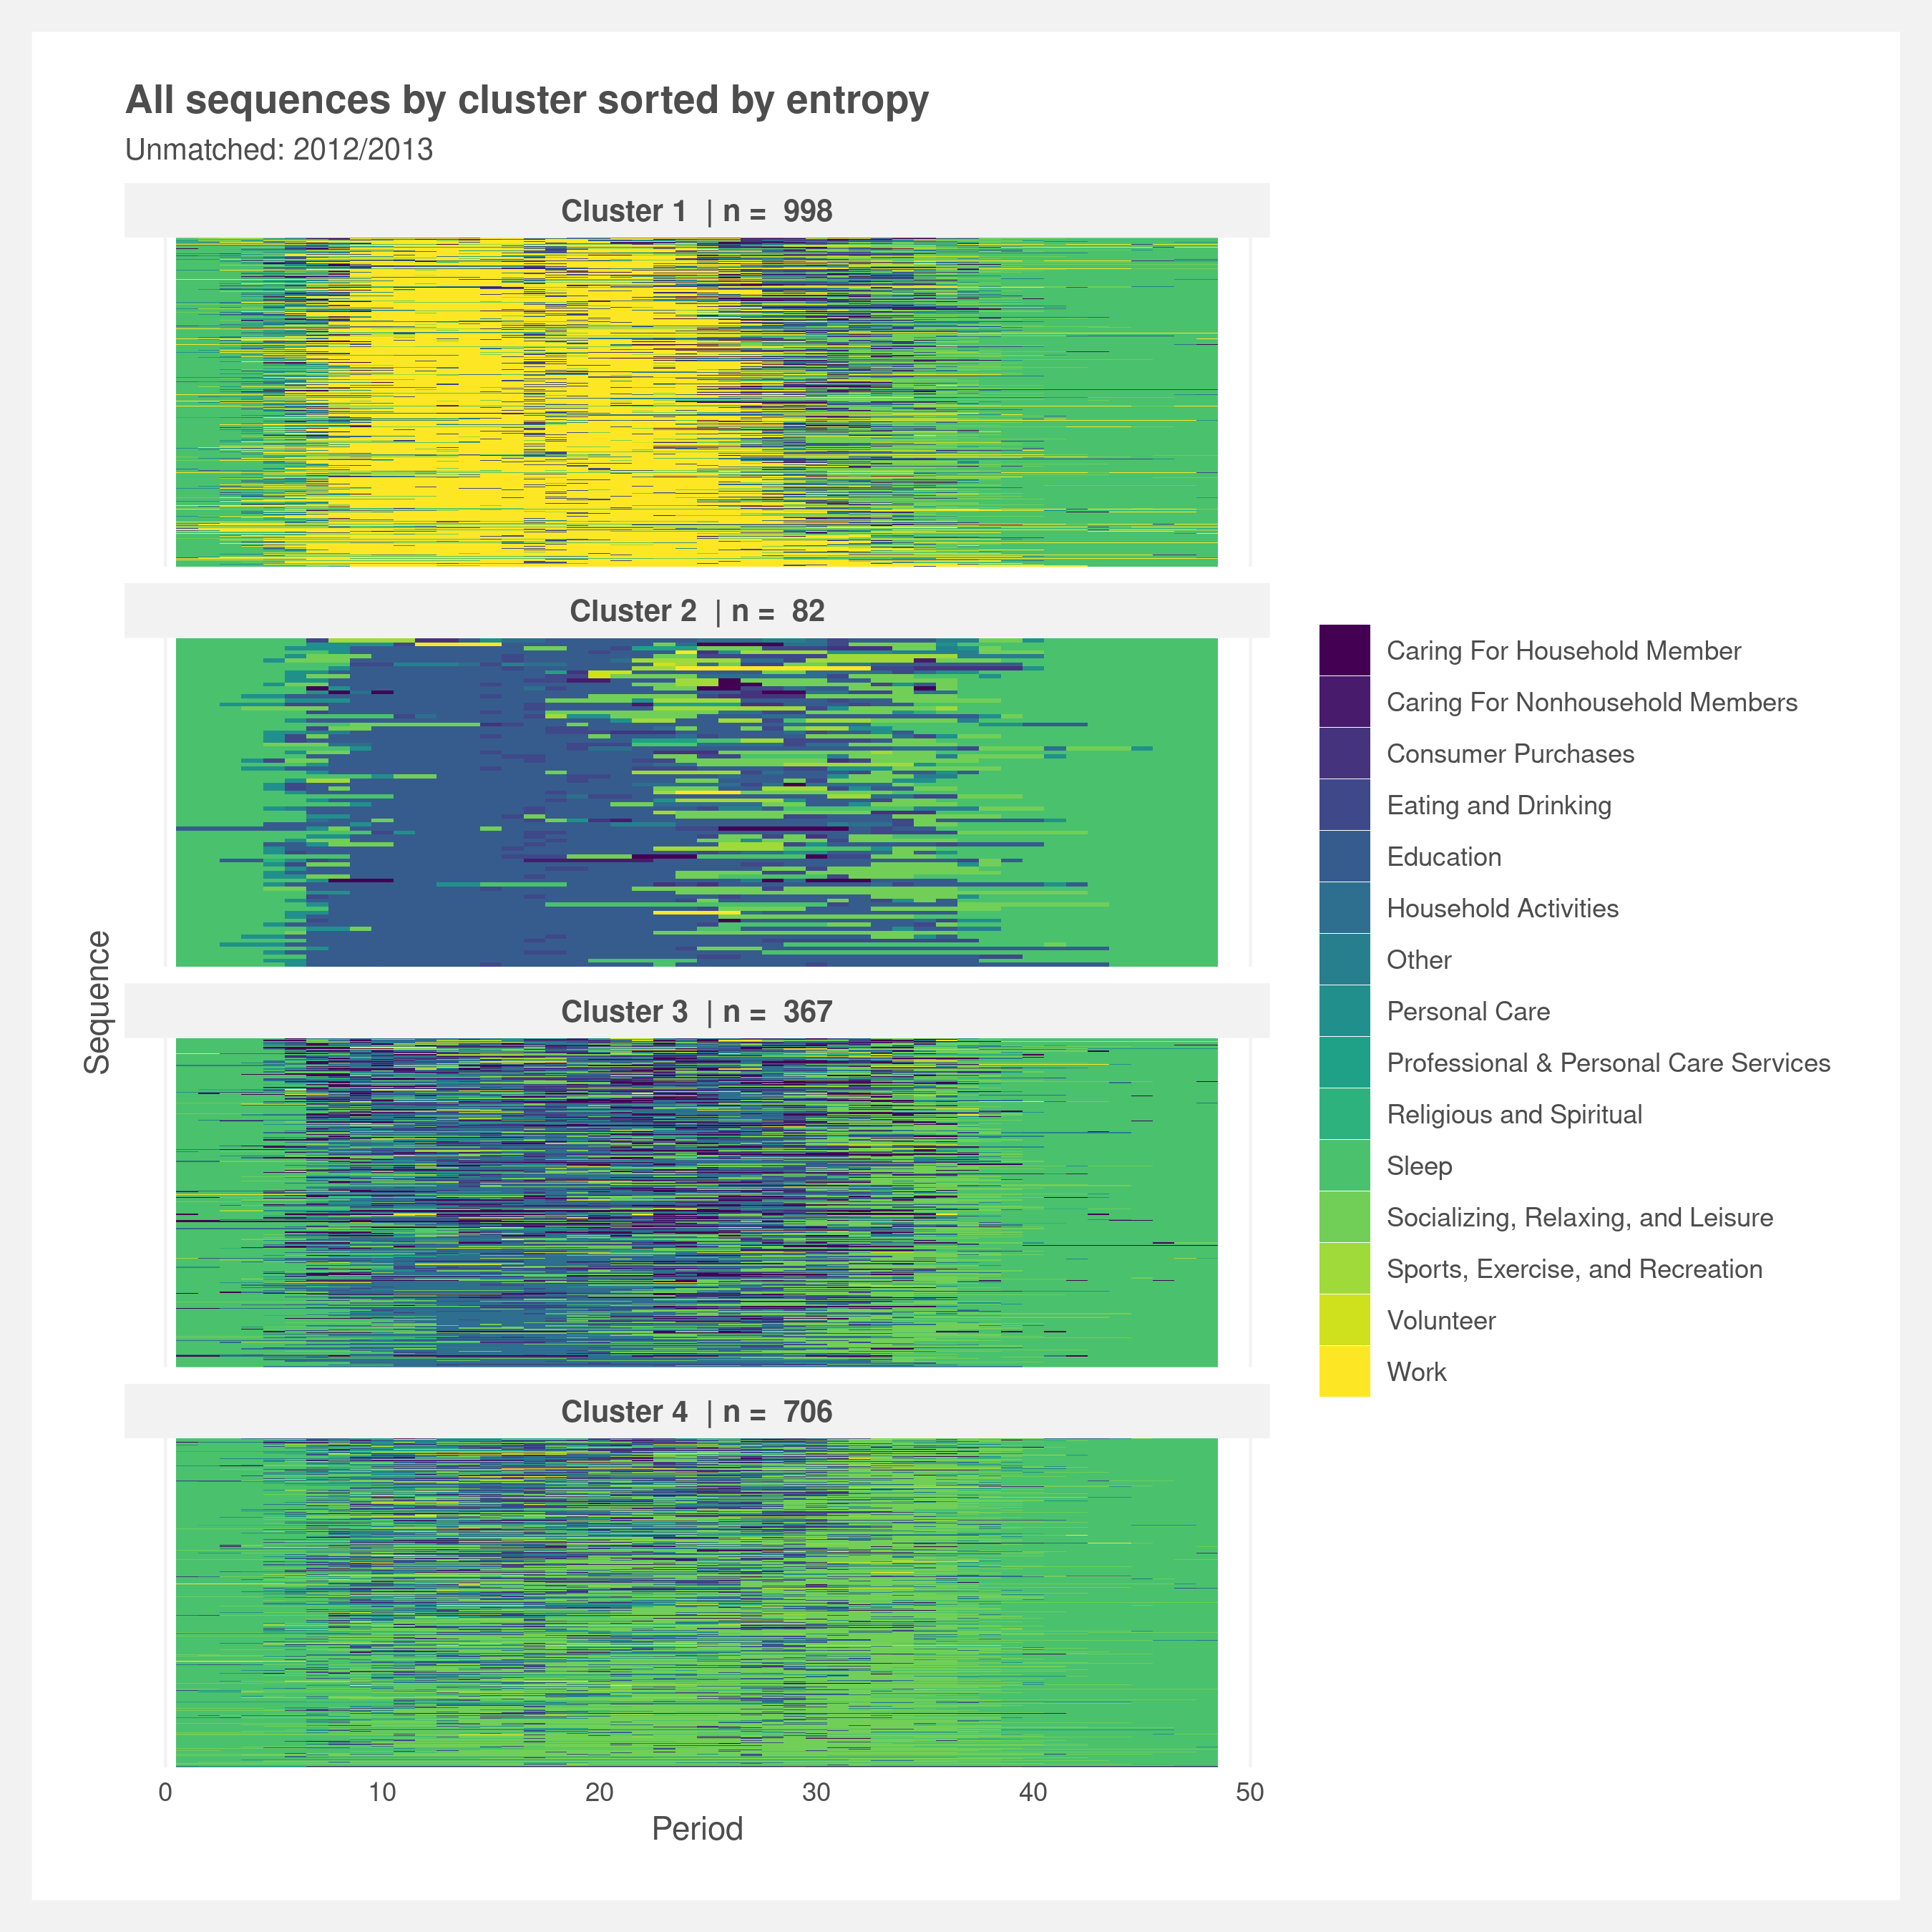 All sequences by cluster sorted by entropy
Unmatched: 2012/2013
Cluster 1 | n = 998
Cluster 2 | n = 82
Cluster 3 | n = 367
Cluster 4 | n = 706
Sequence
0 10 20 30 40 50
Period
Caring For Household Member
Caring For Nonhousehold Members
Consumer Purchases
Eating and Drinking
Education
Household Activities
Other
Personal Care
Professional & Personal Care Services
Religious and Spiritual
Sleep
Socializing, Relaxing, and Leisure
Sports, Exercise, and Recreation
Volunteer
Work